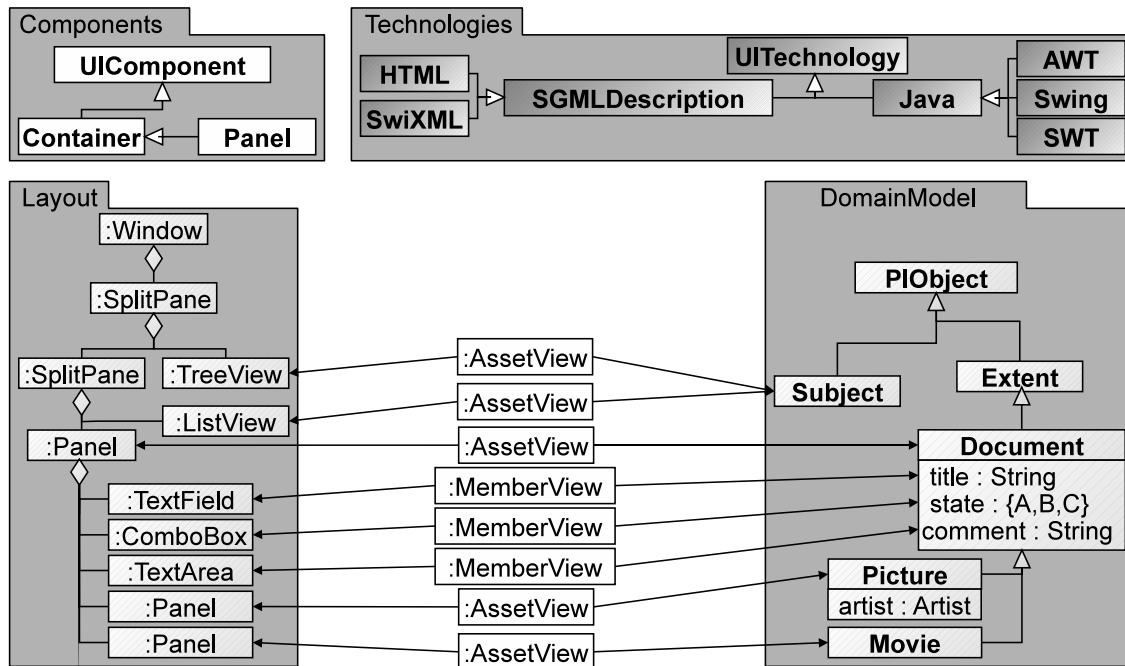 Components
UIComponent
Container
Panel
Technologies
UITechnology
HTML
SwiXML
SGMLDescription
Java
AWT
Swing
SWT
Layout
:Window
:SplitPane
:SplitPane
:TreeView
:ListView
:Panel
:TextField
:ComboBox
:TextArea
:Panel
:Panel
:AssetView
:AssetView
:AssetView
:MemberView
:MemberView
:MemberView
:AssetView
:AssetView
DomainModel
PIObject
Subject
Extent
Document
title : String
state : {A,B,C}
comment : String
Picture
artist : Artist
Movie